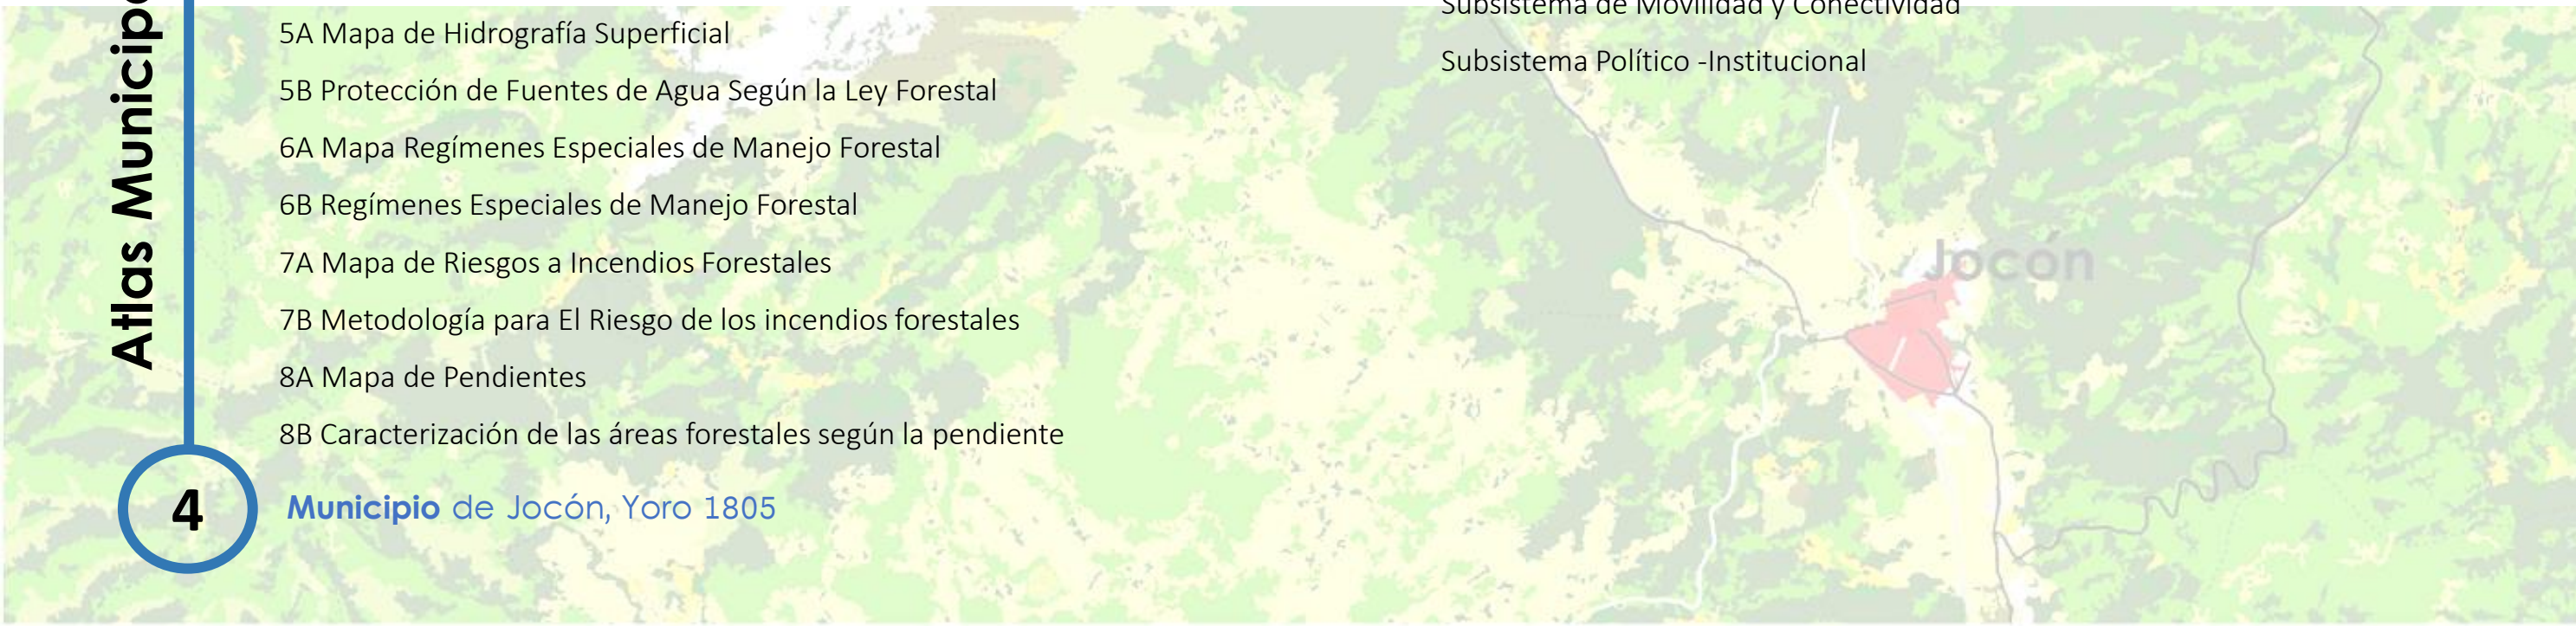 Atlas Municip
5A Mapa de Hidrografía Superficial
5B Protección de Fuentes de Agua Según la Ley Forestal
6A Mapa Regímenes Especiales de Manejo Forestal
6B Regímenes Especiales de Manejo Forestal
7A Mapa de Riesgos a Incendios Forestales
7B Metodología para El Riesgo de los incendios forestales
8A Mapa de Pendientes
8B Caracterización de las áreas forestales según la pendiente
Subsistema de Movilidad y Conectividad
Subsistema Político -Institucional
Jocón
4
Municipio de Jocón, Yoro 1805